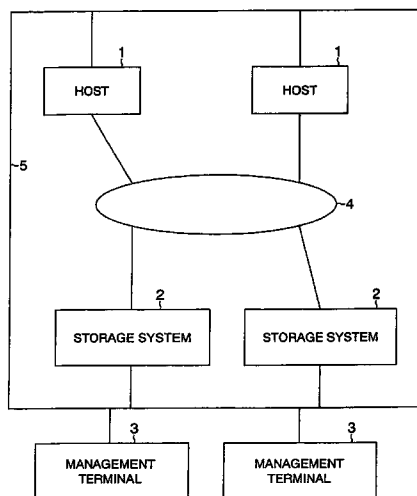 1
1
HOST
HOST
5
4
2
2
STORAGE SYSTEM
STORAGE SYSTEM
3
3
MANAGEMENT
TERMINAL
MANAGEMENT
TERMINAL